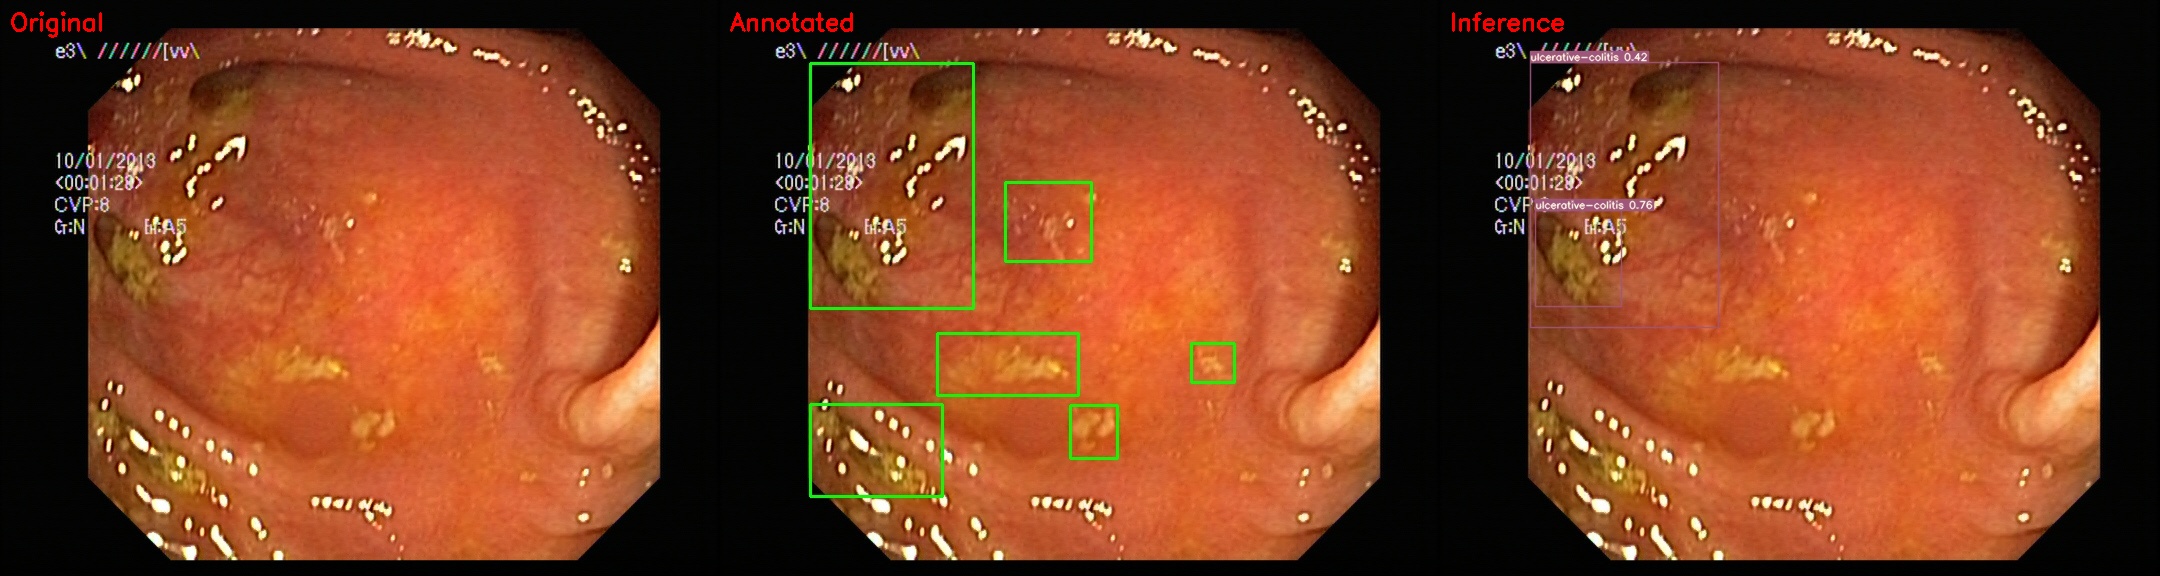 Original
e3\ //////[vv\
10/01/2013
<00:01:28>
CVP:8
G:N
Annotated
e3\ //////[vv\
10/01/2013
<00:01:28>
CVP:8
G:N
Inference
e3\
ulcerative-colitis 0.42
10/01/2013
<00:01:28>
CVP
ulcerative-colitis 0.76
G:N